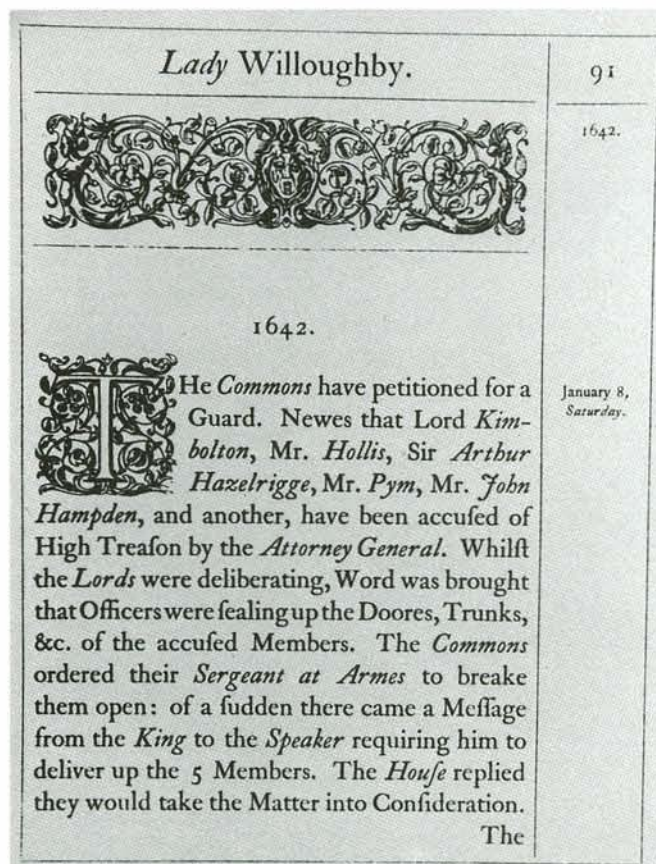 Lady Willoughby.
91
1642.
1642.
THe Commons have petitioned for a
January 8,
Saturday.
Guard. Newes that Lord Kim-
bolton, Mr. Hollis, Sir Arthur
Hazelrigge, Mr. Pym, Mr. John
Hampden, and another, have been accuſed of
High Treaſon by the Attorney General. Whilſt
the Lords were deliberating, Word was brought
that Officers were ſealing up the Doores, Trunks,
&c. of the accuſed Members. The Commons
ordered their Sergeant at Armes to breake
them open: of a ſudden there came a Meſſage
from the King to the Speaker requiring him to
deliver up the 5 Members. The Houſe replied
they would take the Matter into Conſideration.
The